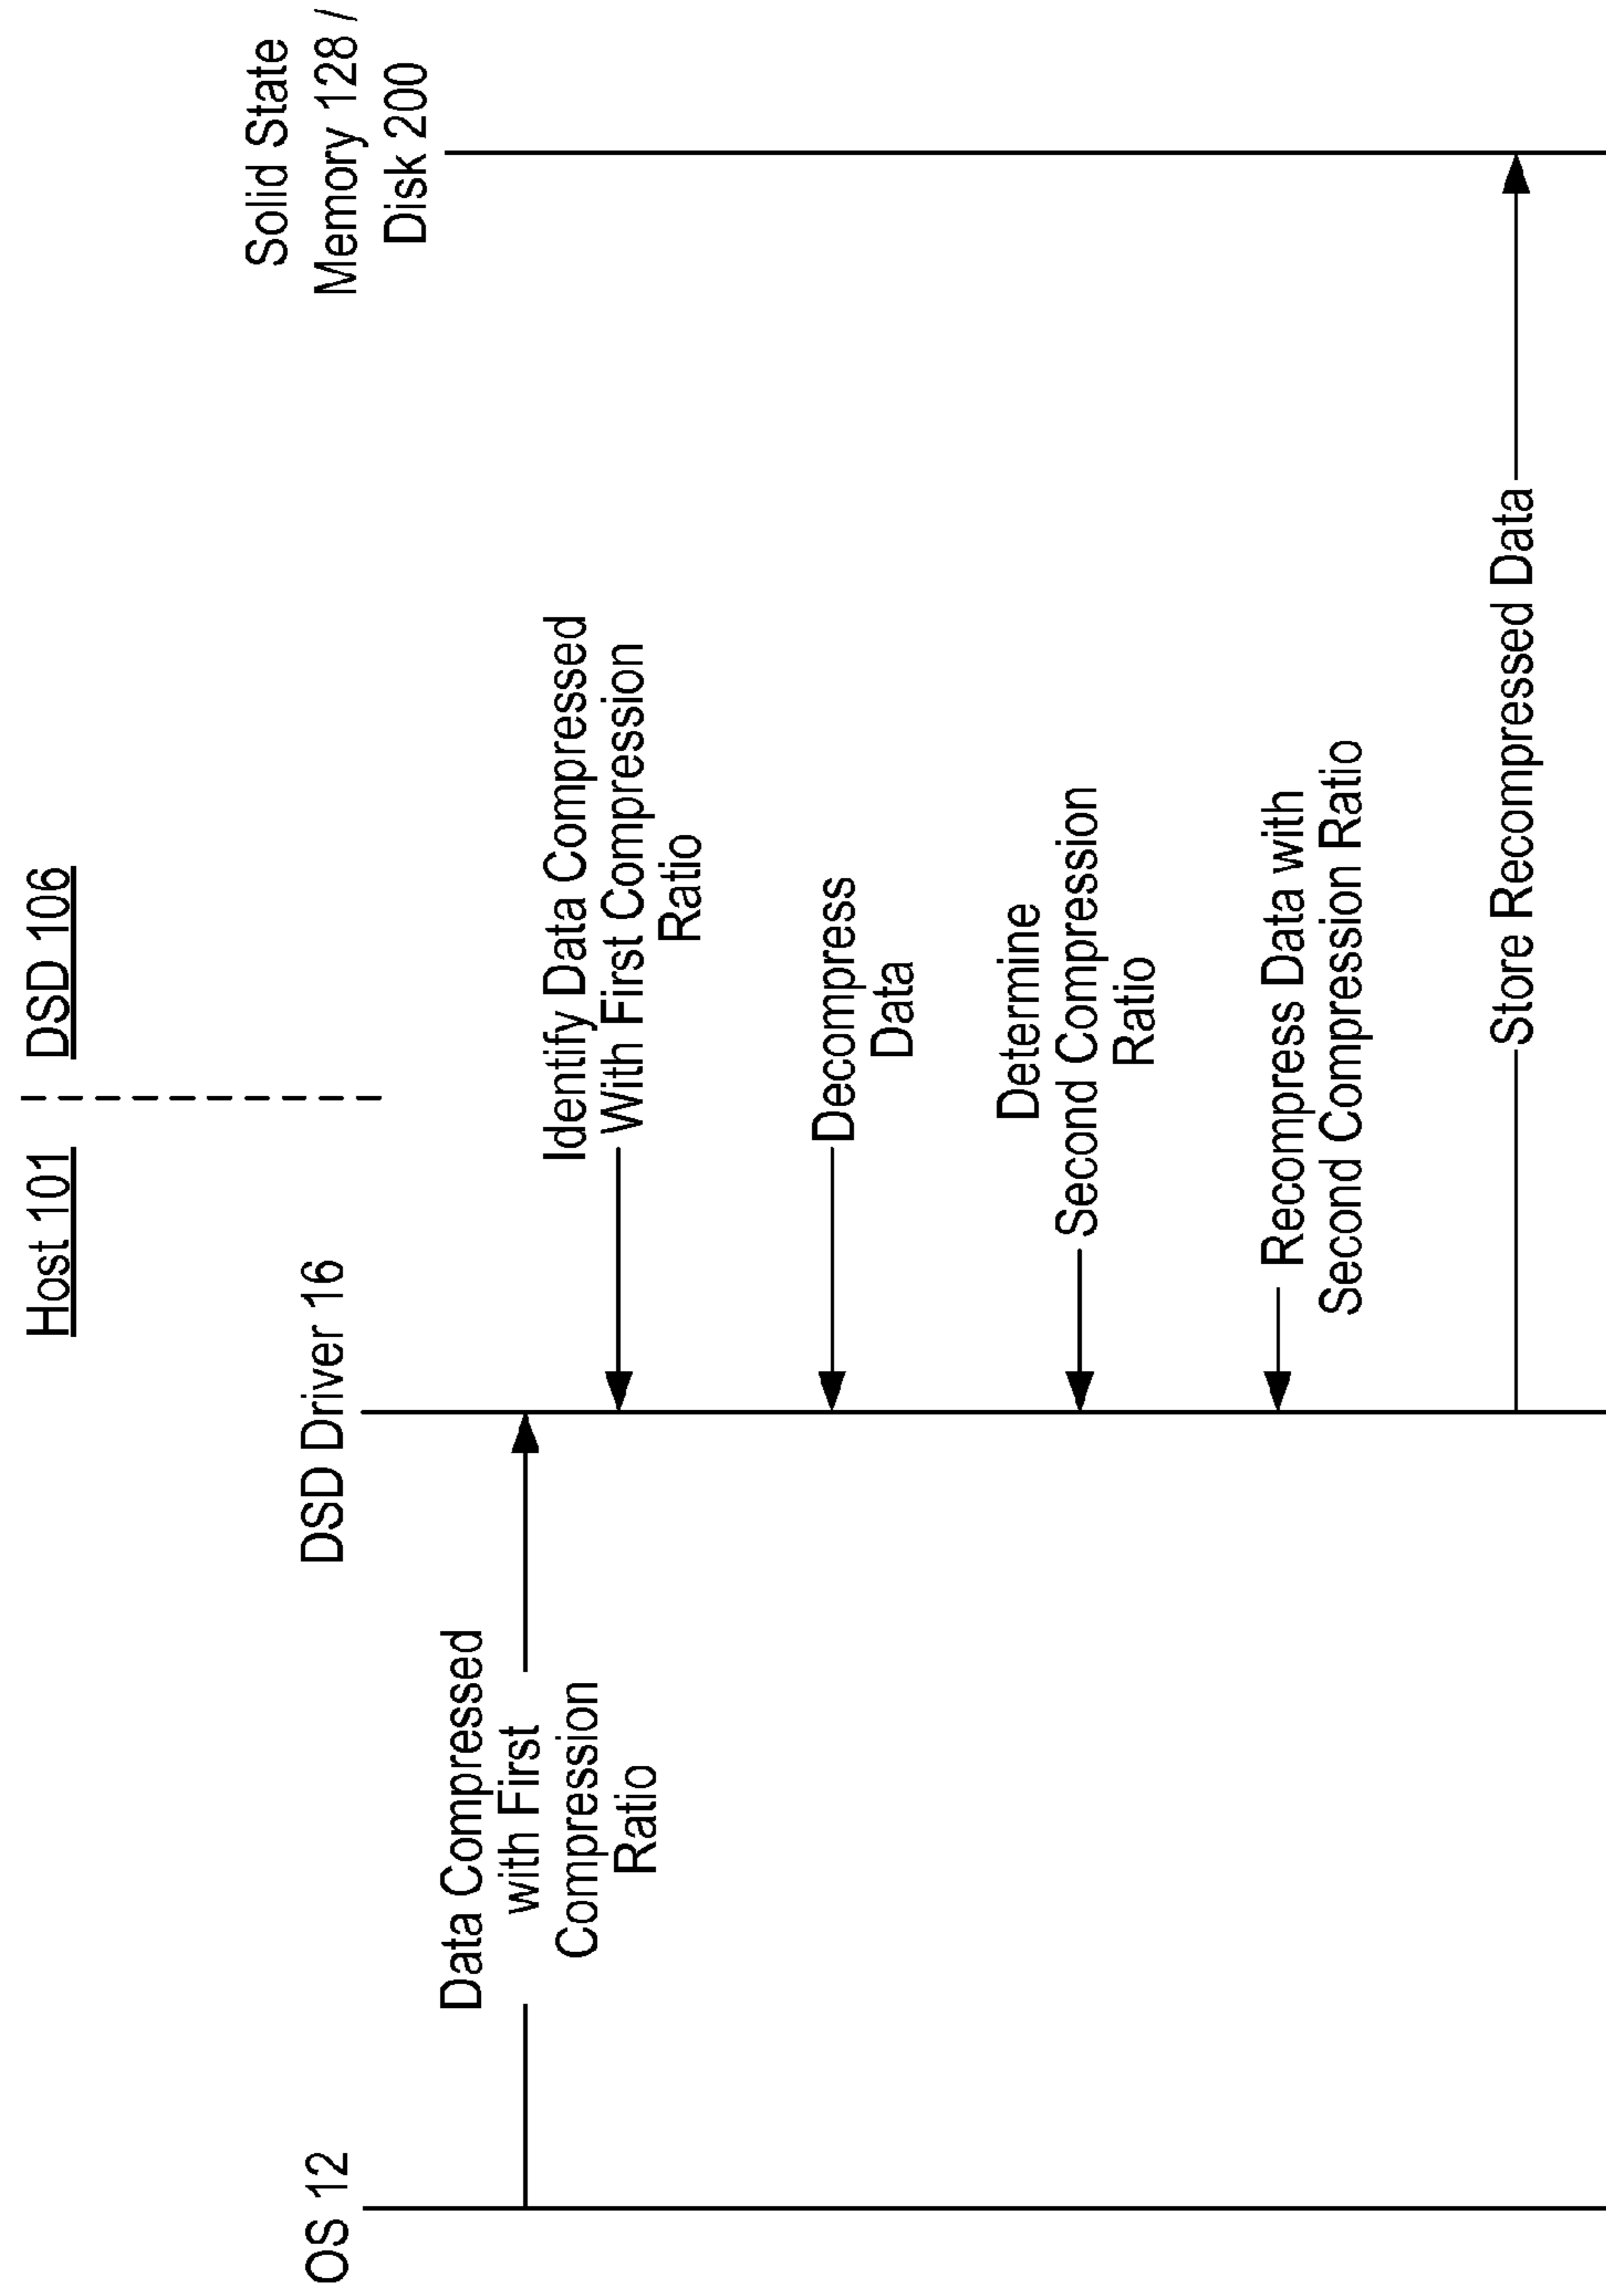 Host 101
DSD 106
OS 12
DSD Driver 16
Solid State
Memory 128 /
Disk 200
Data Compressed
with First
Compression
Ratio
Identify Data Compressed
With First Compression
Ratio
Decompress
Data
Determine
Second Compression
Ratio
Recompress Data with
Second Compression Ratio
Store Recompressed Data